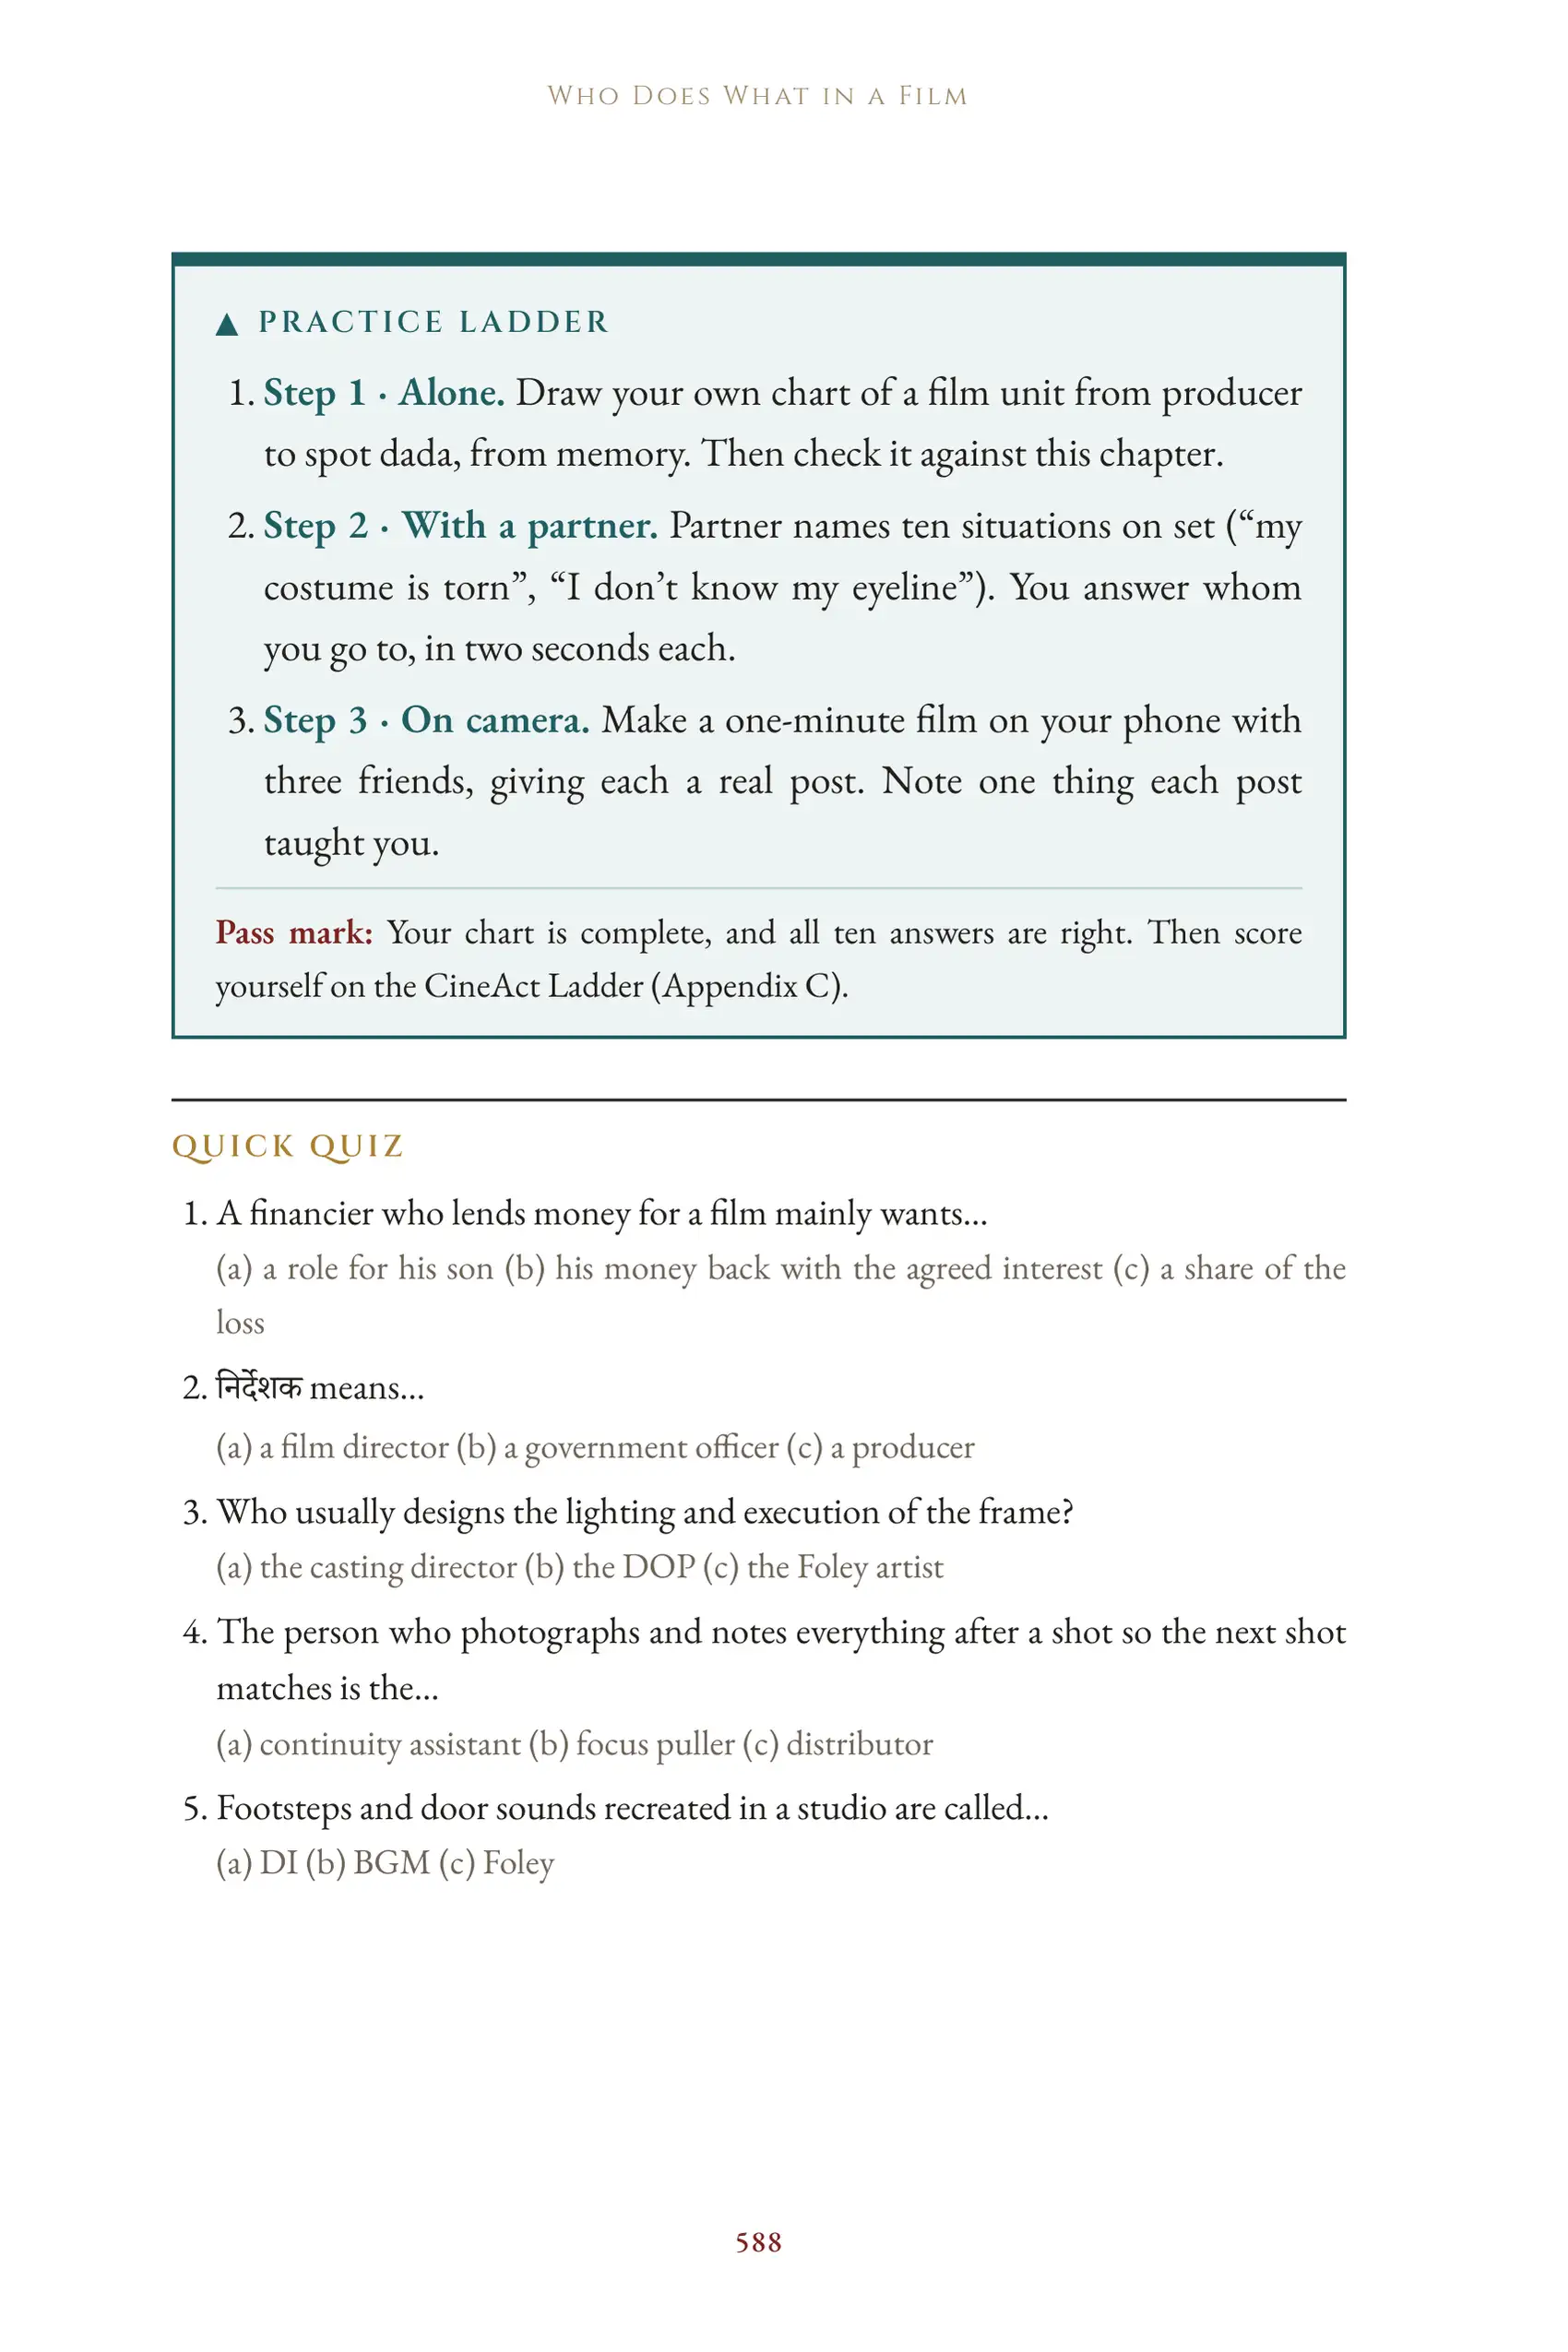 Who Does What in a Film
▲ PRACTICE LADDER
1. Step 1 · Alone. Draw your own chart of a film unit from producer
to spot dada, from memory. Then check it against this chapter.
2. Step 2 · With a partner. Partner names ten situations on set (“my
costume is torn”, “I don’t know my eyeline”). You answer whom
you go to, in two seconds each.
3. Step 3 · On camera. Make a one-minute film on your phone with
three friends, giving each a real post. Note one thing each post
taught you.
Pass mark: Your chart is complete, and all ten answers are right. Then score
yourself on the CineAct Ladder (Appendix C).
QUICK QUIZ
1. A financier who lends money for a film mainly wants…
(a) a role for his son (b) his money back with the agreed interest (c) a share of the
loss
2. निर्देशक means…
(a) a film director (b) a government officer (c) a producer
3. Who usually designs the lighting and execution of the frame?
(a) the casting director (b) the DOP (c) the Foley artist
4. The person who photographs and notes everything after a shot so the next shot
matches is the…
(a) continuity assistant (b) focus puller (c) distributor
5. Footsteps and door sounds recreated in a studio are called…
(a) DI (b) BGM (c) Foley
588